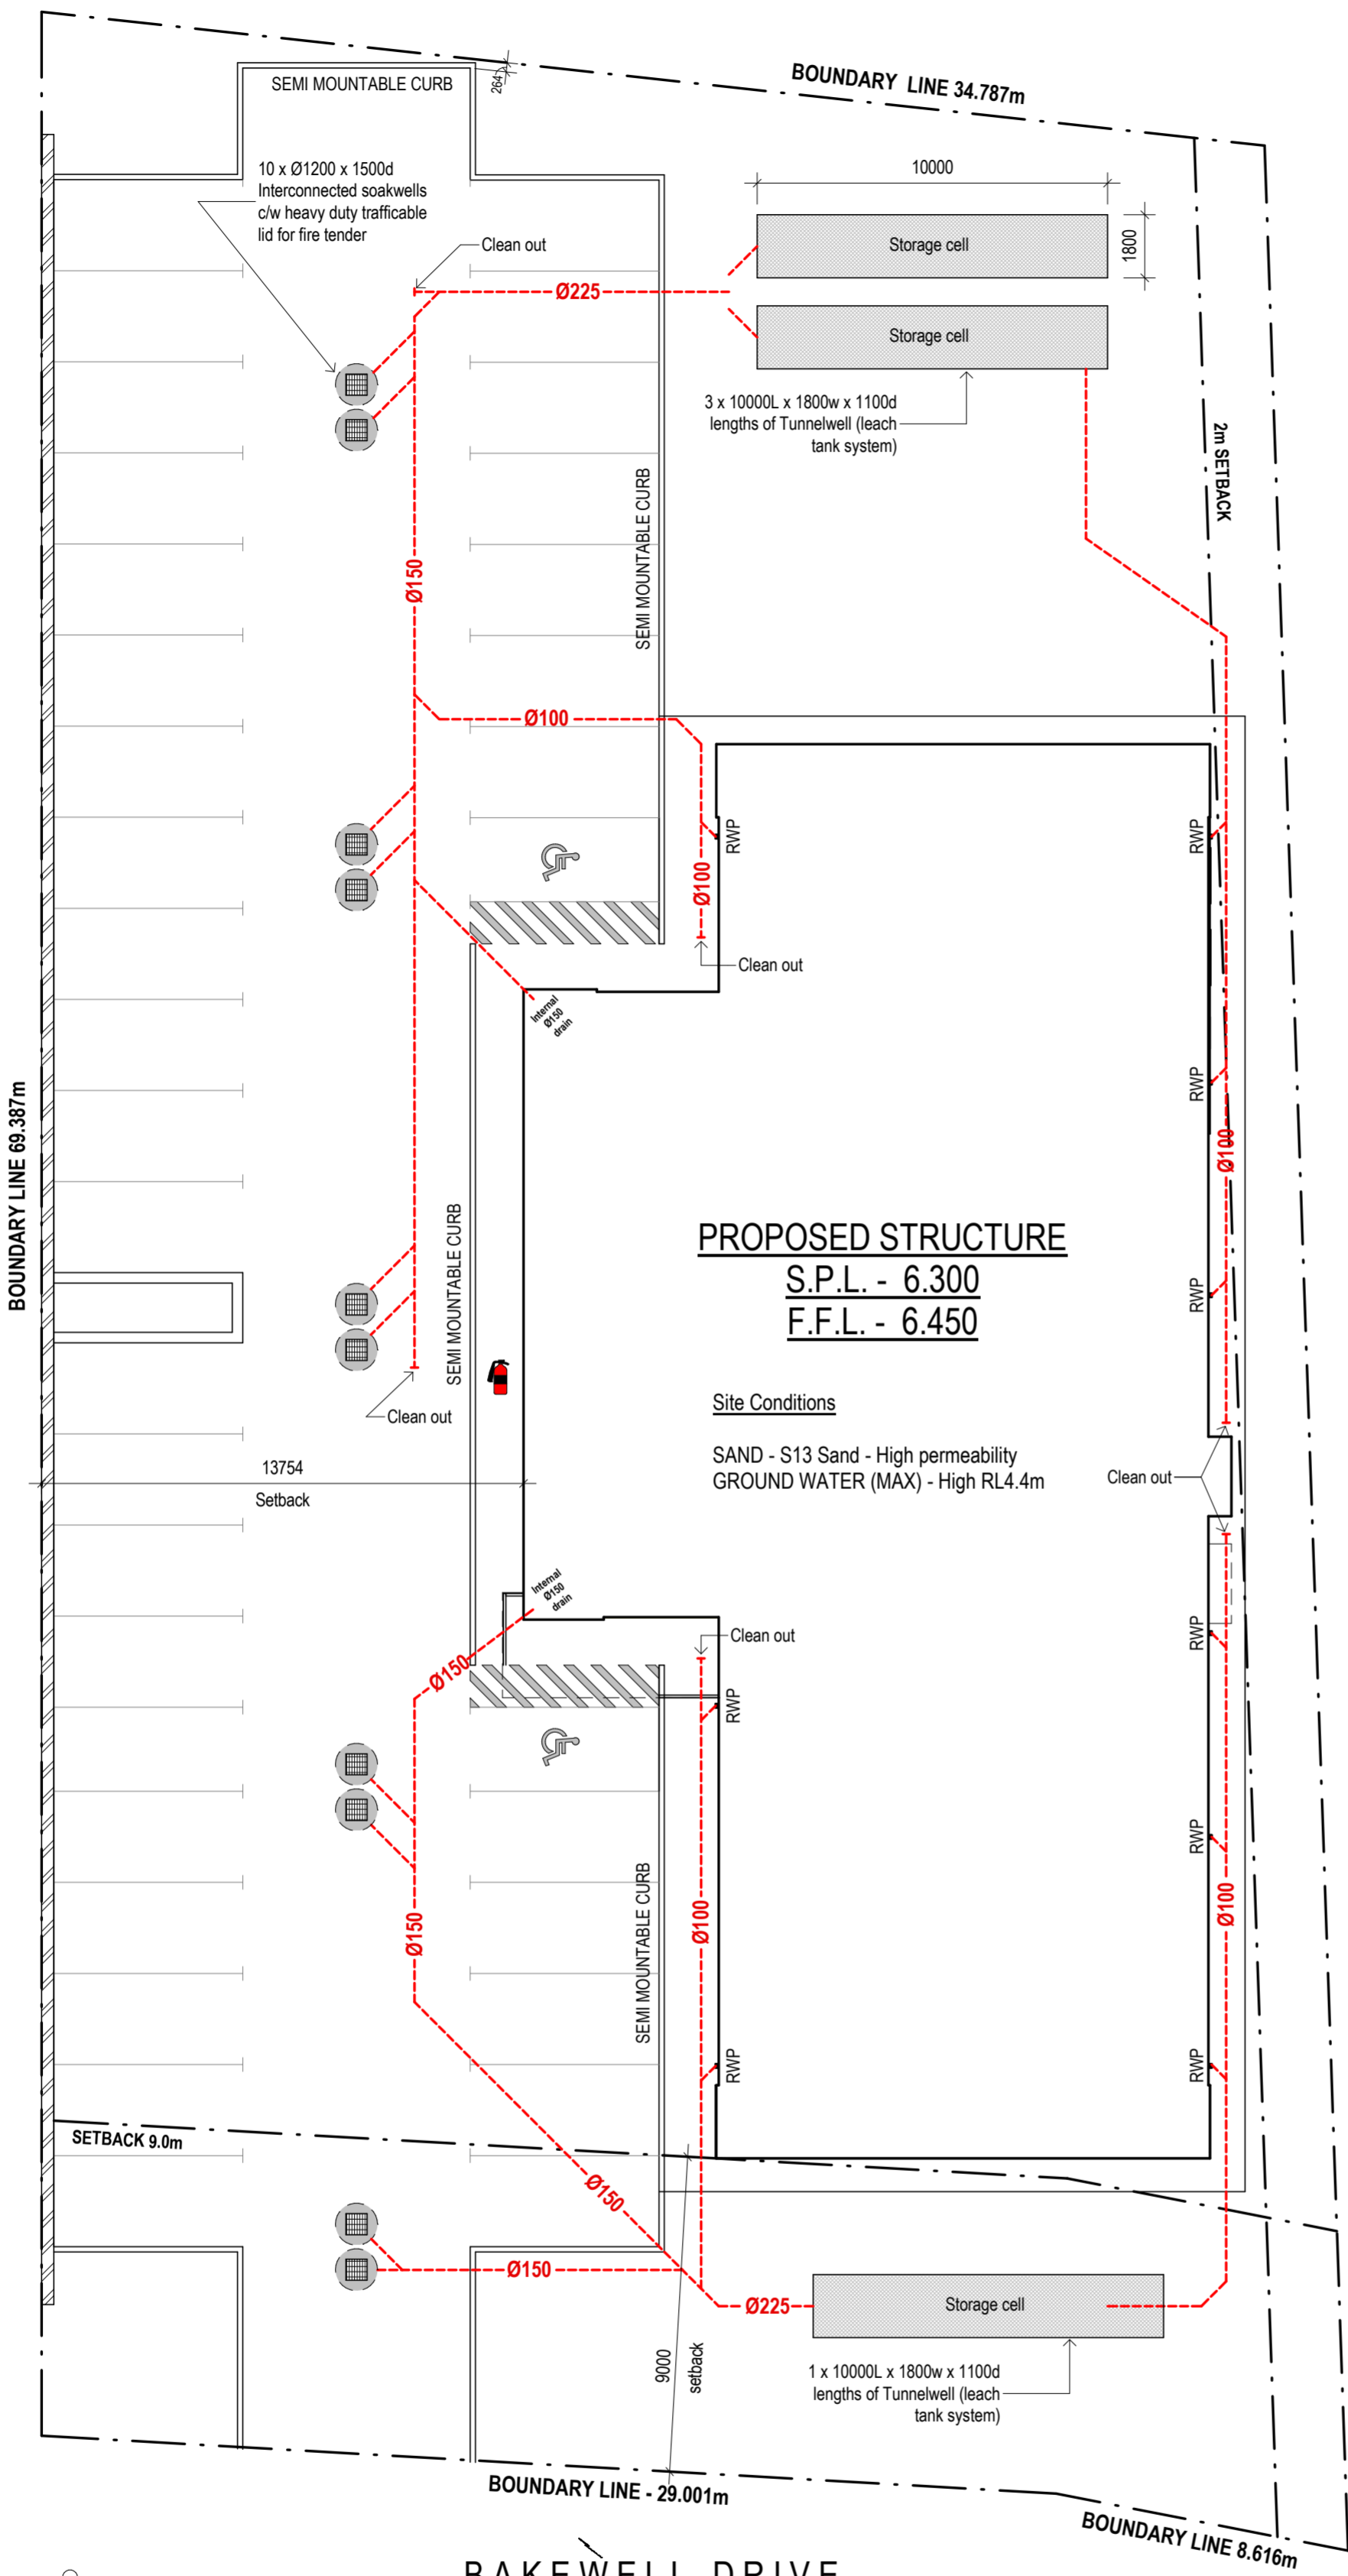 BOUNDARY LINE 34.787m
SEMI MOUNTABLE CURB
264
10 x Ø1200 x 1500d
Interconnected soakwells
c/w heavy duty trafficable
lid for fire tender
Clean out
10000
1800
Storage cell
Ø225
Storage cell
3 x 10000L x 1800w x 1100d
lengths of Tunnelwell (leach
tank system)
2m SETBACK
SEMI MOUNTABLE CURB
Ø150
Ø100
RWP
RWP
Ø100
Clean out
Internal
Ø150
drain
BOUNDARY LINE 69.387m
RWP
Ø100
SEMI MOUNTABLE CURB
PROPOSED STRUCTURE
S.P.L. - 6.300
F.F.L. - 6.450
RWP
Clean out
Site Conditions
SAND - S13 Sand - High permeability
GROUND WATER (MAX) - High RL4.4m
Clean out
13754
Setback
Internal
Ø150
drain
Clean out
RWP
Ø150
RWP
RWP
SEMI MOUNTABLE CURB
Ø150
Ø100
Ø100
RWP
RWP
SETBACK 9.0m
Ø150
Ø150
Ø225
Storage cell
9000
setback
1 x 10000L x 1800w x 1100d
lengths of Tunnelwell (leach
tank system)
BOUNDARY LINE - 29.001m
BOUNDARY LINE 8.616m
BAKEWELL DRIVE